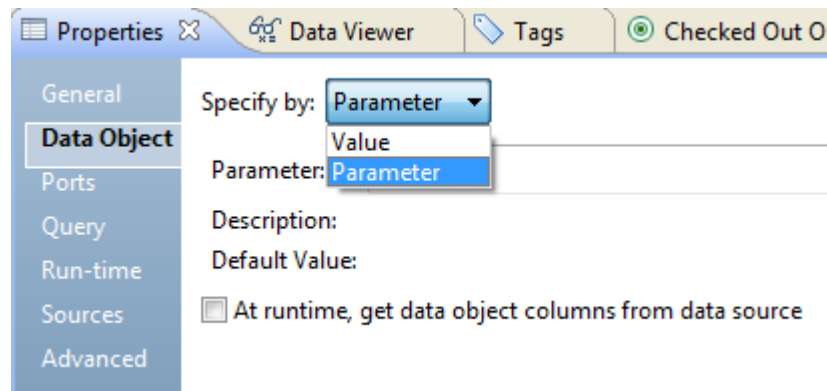 Properties Data Viewer Tags Checked Out O
General
Specify by: Parameter
Data Object
Value
Parameter: Parameter
Ports
Description:
Query
Default Value:
Run-time
At runtime, get data object columns from data source
Sources
Advanced